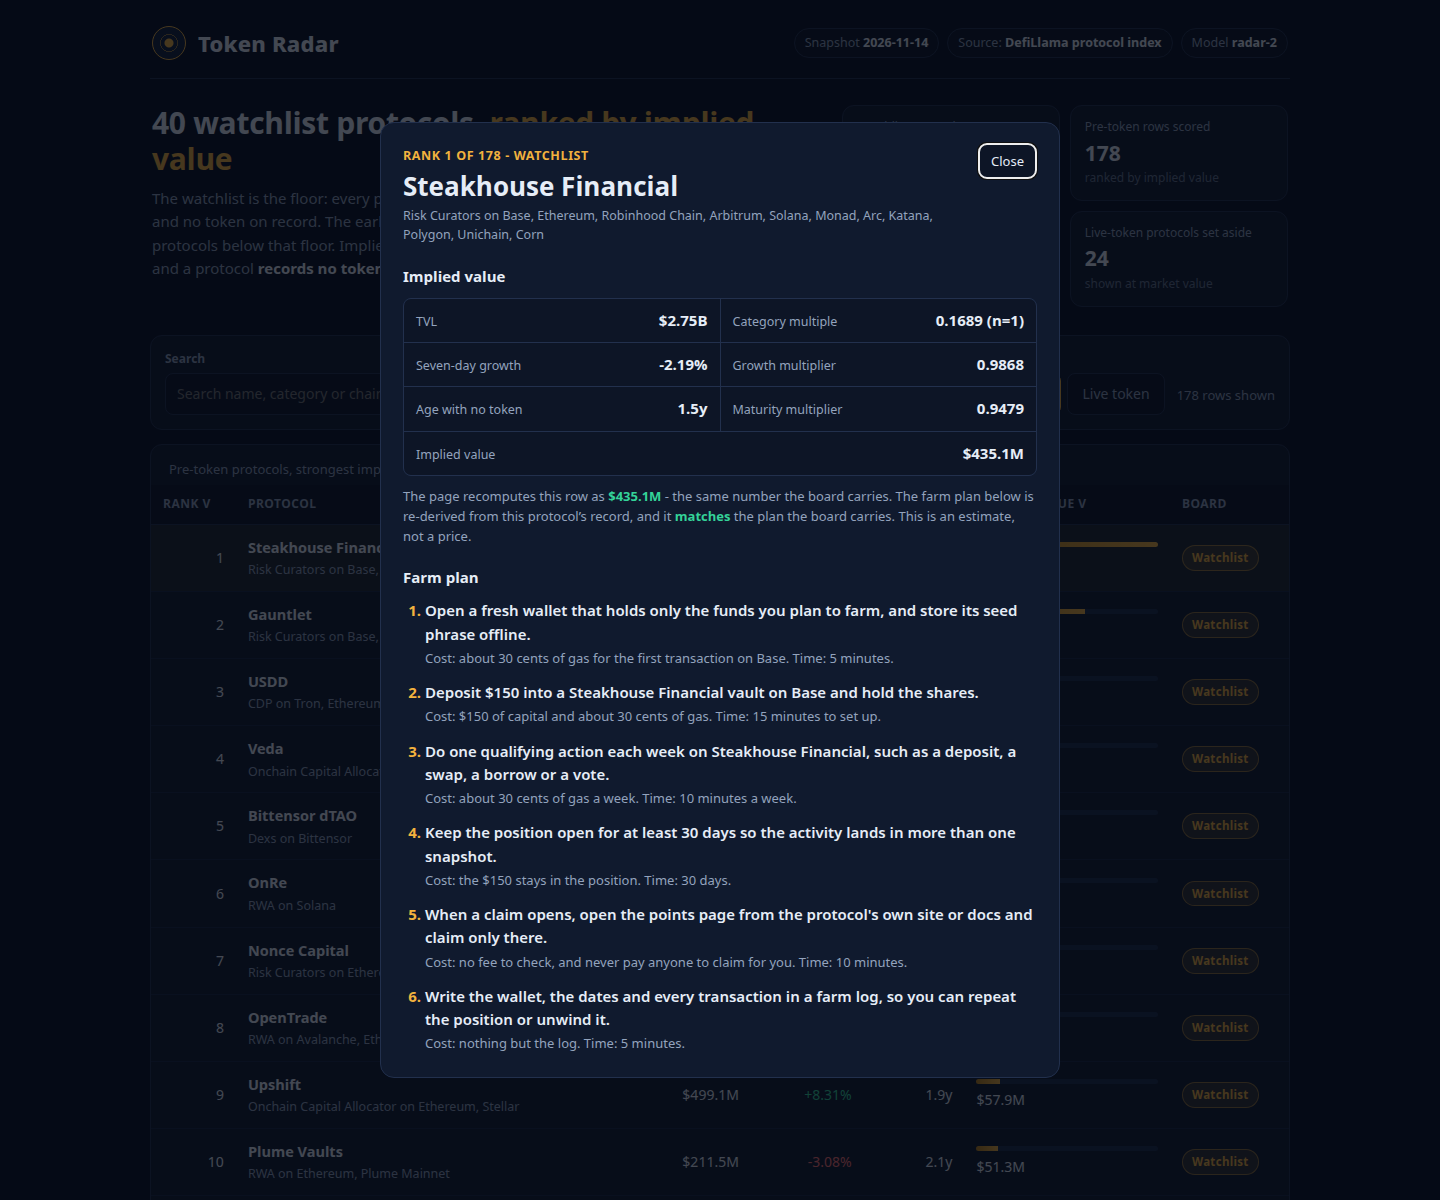 Token Radar
Snapshot 2026-11-14
Source: DefiLlama protocol index
Model radar-2
40 watchlist protocols, ranked by implied
value
The watchlist is the floor: every p
and no token on record. The earl
protocols below that floor. Implie
and a protocol records no token
Pre-token rows scored
178
ranked by implied value
Live-token protocols set aside
24
shown at market value
Search
Search name, category or chain
Live token
178 rows shown
Pre-token protocols, strongest imp
RANK V
PROTOCOL
UE V
BOARD
1
Steakhouse Financ
Risk Curators on Base,
Watchlist
2
Gauntlet
Risk Curators on Base,
Watchlist
3
USDD
CDP on Tron, Ethereum
Watchlist
4
Veda
Onchain Capital Alloca
Watchlist
5
Bittensor dTAO
Dexs on Bittensor
Watchlist
6
OnRe
RWA on Solana
Watchlist
7
Nonce Capital
Risk Curators on Ether
Watchlist
8
OpenTrade
RWA on Avalanche, Eth
Watchlist
9
Upshift
Onchain Capital Allocator on Ethereum, Stellar
$499.1M
+8.31%
1.9y
$57.9M
Watchlist
10
Plume Vaults
RWA on Ethereum, Plume Mainnet
$211.5M
-3.08%
2.1y
$51.3M
Watchlist
RANK 1 OF 178 - WATCHLIST
Close
Steakhouse Financial
Risk Curators on Base, Ethereum, Robinhood Chain, Arbitrum, Solana, Monad, Arc, Katana,
Polygon, Unichain, Corn
Implied value
TVL $2.75B
Category multiple 0.1689 (n=1)
Seven-day growth -2.19%
Growth multiplier 0.9868
Age with no token 1.5y
Maturity multiplier 0.9479
Implied value $435.1M
The page recomputes this row as $435.1M - the same number the board carries. The farm plan below is
re-derived from this protocol’s record, and it matches the plan the board carries. This is an estimate,
not a price.
Farm plan
1. Open a fresh wallet that holds only the funds you plan to farm, and store its seed
phrase offline.
Cost: about 30 cents of gas for the first transaction on Base. Time: 5 minutes.
2. Deposit $150 into a Steakhouse Financial vault on Base and hold the shares.
Cost: $150 of capital and about 30 cents of gas. Time: 15 minutes to set up.
3. Do one qualifying action each week on Steakhouse Financial, such as a deposit, a
swap, a borrow or a vote.
Cost: about 30 cents of gas a week. Time: 10 minutes a week.
4. Keep the position open for at least 30 days so the activity lands in more than one
snapshot.
Cost: the $150 stays in the position. Time: 30 days.
5. When a claim opens, open the points page from the protocol's own site or docs and
claim only there.
Cost: no fee to check, and never pay anyone to claim for you. Time: 10 minutes.
6. Write the wallet, the dates and every transaction in a farm log, so you can repeat
the position or unwind it.
Cost: nothing but the log. Time: 5 minutes.